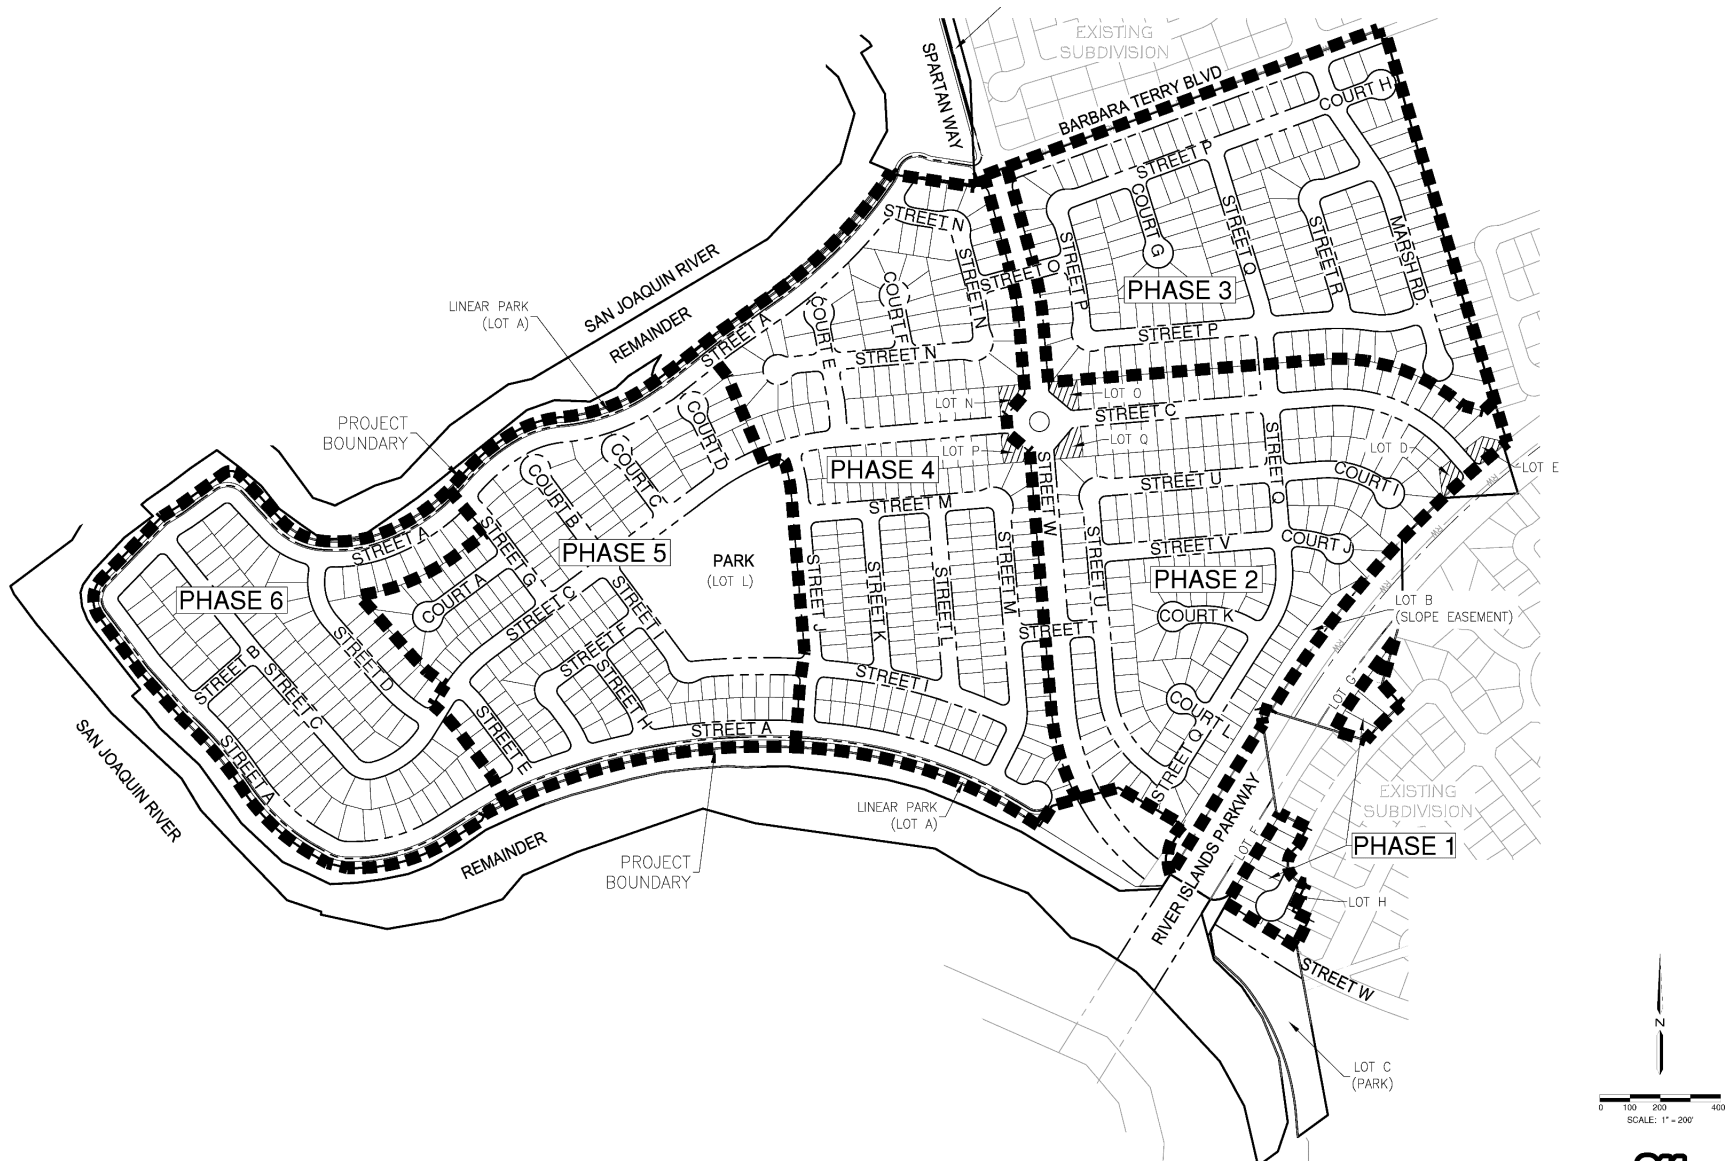 EXISTING
SUBDIVISION
SPARTAN WAY
BARBARA TERRY BLVD
COURT H
STREET P
COURT G
STREET Q
STREET R
MARSH RD
STREET N
STREET N
STREET O
STREET P
PHASE 3
SAN JOAQUIN RIVER
REMAINDER
LINEAR PARK
(LOT A)
STREET A
COURT E
COURT F
STREET N
STREET P
LOT N
LOT O
STREET C
PROJECT
BOUNDARY
COURT D
COURT C
COURT B
PHASE 4
LOT P
LOT Q
STREET W
STREET Q
LOT D
LOT E
STREET U
COURT I
STREET M
STREET A
STREET G
PHASE 5
PARK
(LOT L)
STREET J
STREET K
STREET L
STREET M
STREET U
STREET V
COURT J
PHASE 2
PHASE 6
COURT A
STREET C
STREET I
COURT K
LOT B
(SLOPE EASEMENT)
STREET T
STREET D
STREET B
STREET C
STREET F
STREET H
STREET I
LOT G
COURT L
STREET E
STREET A
STREET A
STREET Q
SAN JOAQUIN RIVER
LINEAR PARK
(LOT A)
EXISTING
SUBDIVISION
REMAINDER
PROJECT
BOUNDARY
LOT F
PHASE 1
RIVER ISLANDS PARKWAY
LOT H
STREET W
LOT C
(PARK)
N
0 100 200 400
SCALE: 1" = 200'